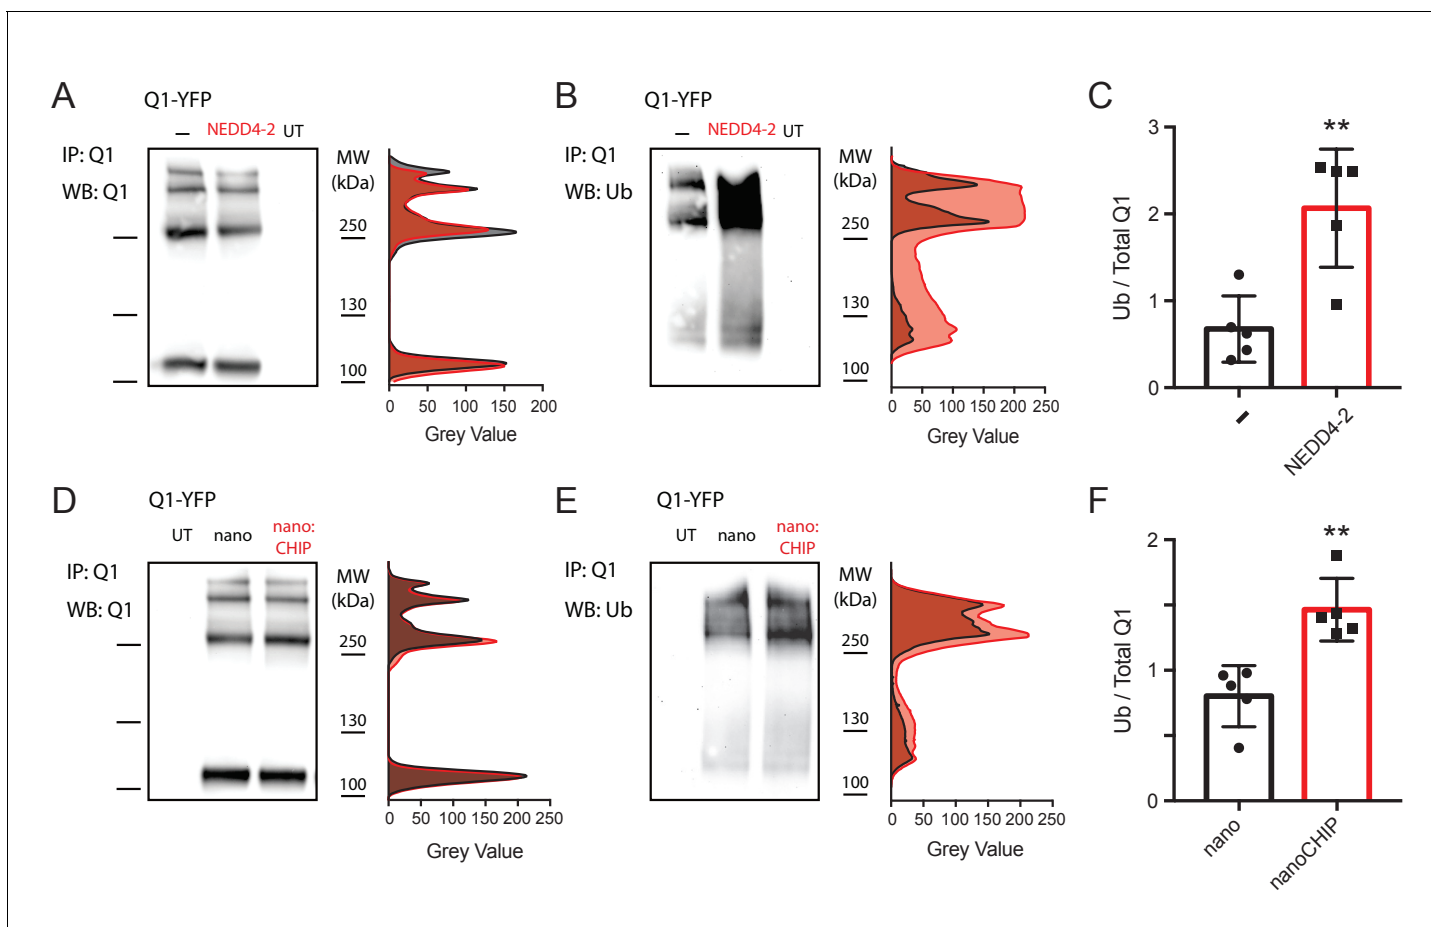 A
Q1-YFP
– NEDD4-2 UT
IP: Q1
WB: Q1
MW
(kDa)
250
130
100
0 50 100 150 200
Grey Value
B
Q1-YFP
– NEDD4-2 UT
IP: Q1
WB: Ub
MW
(kDa)
250
130
100
0 50 100 150 200 250
Grey Value
C
Ub / Total Q1
3
2
1
0
**
–
NEDD4-2
D
Q1-YFP
UT nano nano:
CHIP
IP: Q1
WB: Q1
MW
(kDa)
250
130
100
0 50 100 150 200 250
Grey Value
E
Q1-YFP
UT nano nano:
CHIP
IP: Q1
WB: Ub
MW
(kDa)
250
130
100
0 50 100 150 200 250
Grey Value
F
Ub / Total Q1
2
1
0
**
nano
nanoCHIP